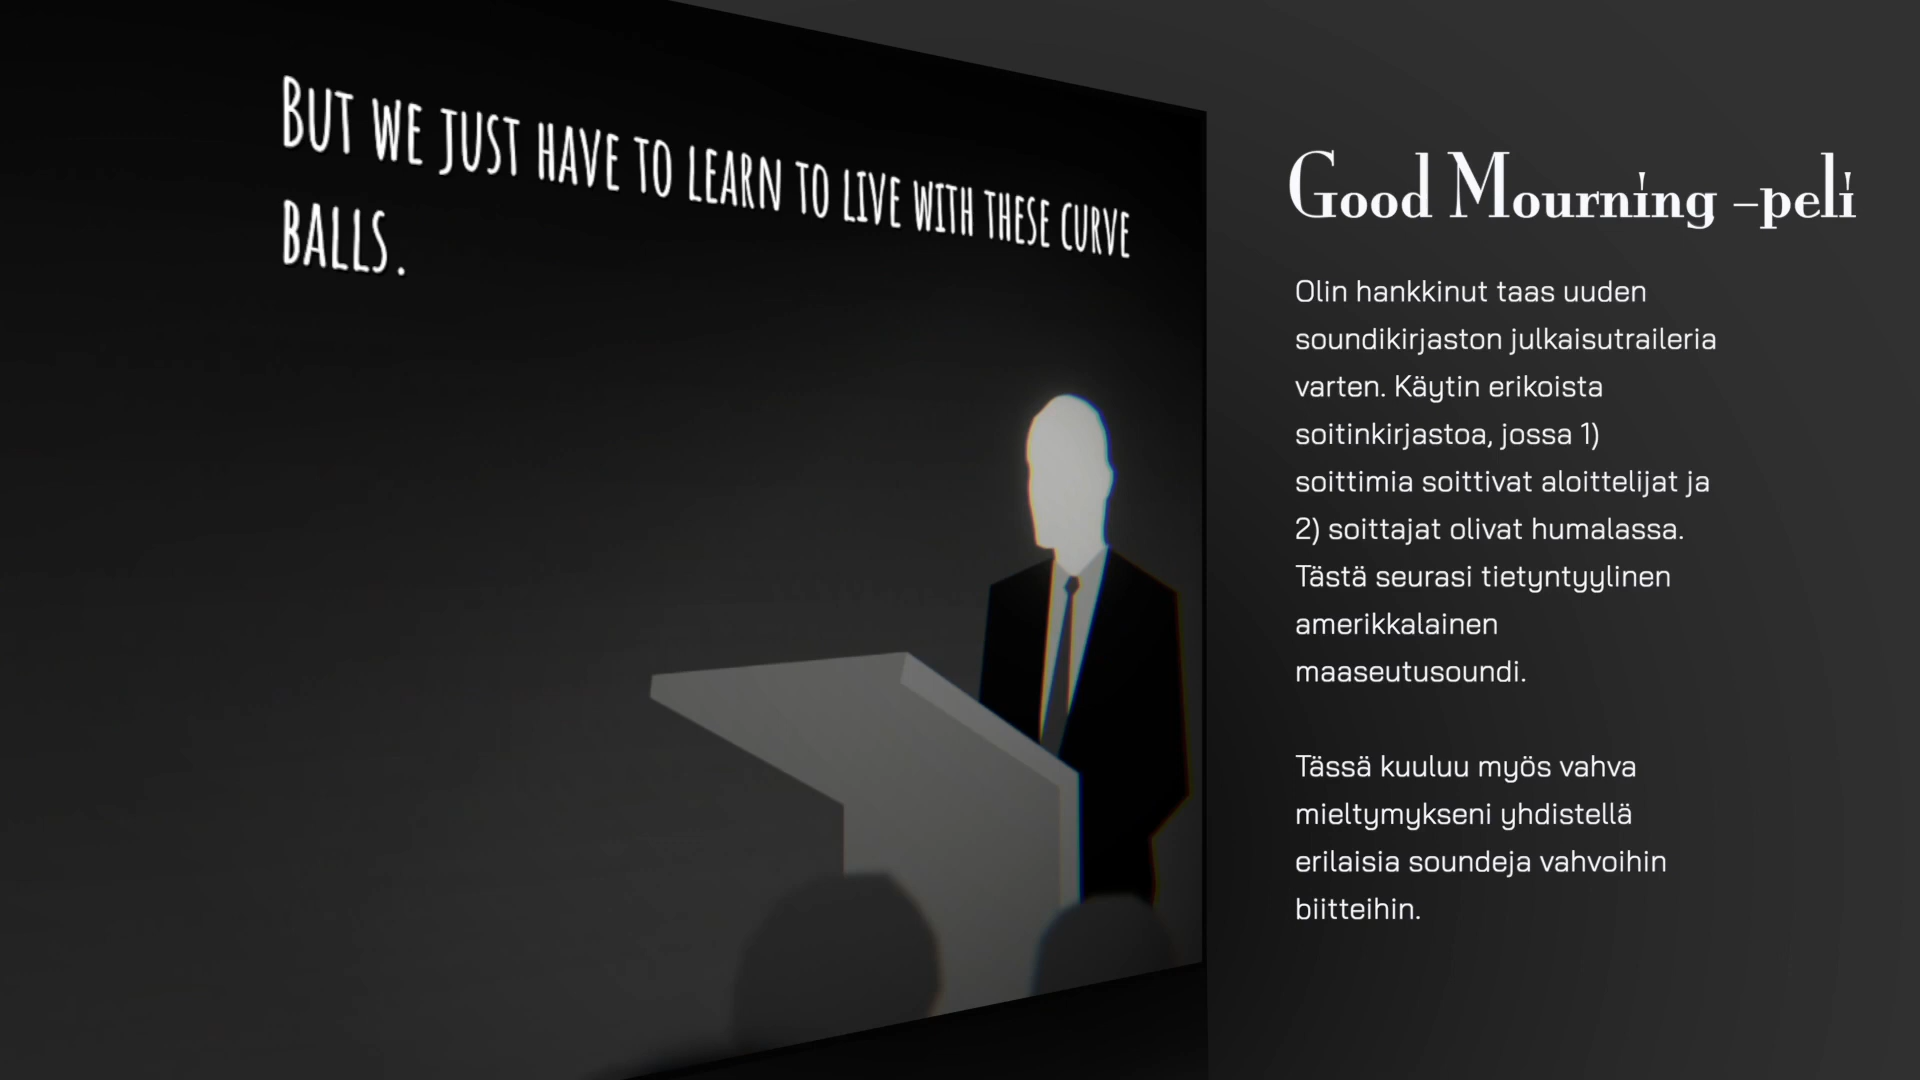 BUT WE JUST HAVE TO LEARN TO LIVE WITH THESE CURVE
BALLS.
Good Mourning –peli
Olin hankkinut taas uuden
soundikirjaston julkaisutraileria
varten. Käytin erikoista
soitinkirjastoa, jossa 1)
soittimia soittivat aloittelijat ja
2) soittajat olivat humalassa.
Tästä seurasi tietyntyylinen
amerikkalainen
maaseutusoundi.
Tässä kuuluu myös vahva
mieltymykseni yhdistellä
erilaisia soundeja vahvoihin
biitteihin.